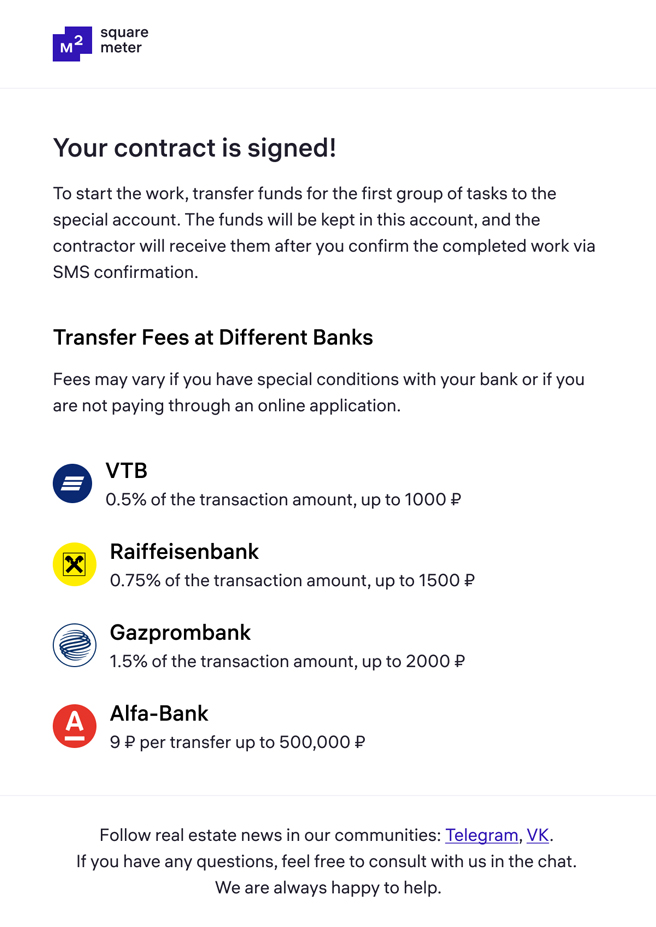 M2
square
meter
Your contract is signed!
To start the work, transfer funds for the first group of tasks to the
special account. The funds will be kept in this account, and the
contractor will receive them after you confirm the completed work via
SMS confirmation.
Transfer Fees at Different Banks
Fees may vary if you have special conditions with your bank or if you
are not paying through an online application.
VTB
0.5% of the transaction amount, up to 1000 ₽
Raiffeisenbank
0.75% of the transaction amount, up to 1500 ₽
Gazprombank
1.5% of the transaction amount, up to 2000 ₽
A
Alfa-Bank
9 ₽ per transfer up to 500,000 ₽
Follow real estate news in our communities: Telegram, VK.
If you have any questions, feel free to consult with us in the chat.
We are always happy to help.